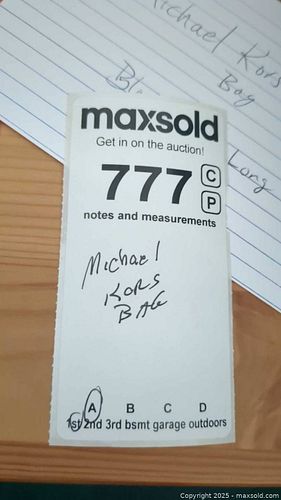 Michael Kors
Bag
Long
maxsold
Get in on the auction!
777 C
P
notes and measurements
Michael
KORS
BAG
A B C D
1st 2nd 3rd bsmt garage outdoors
Copyright 2025 - maxsold.com